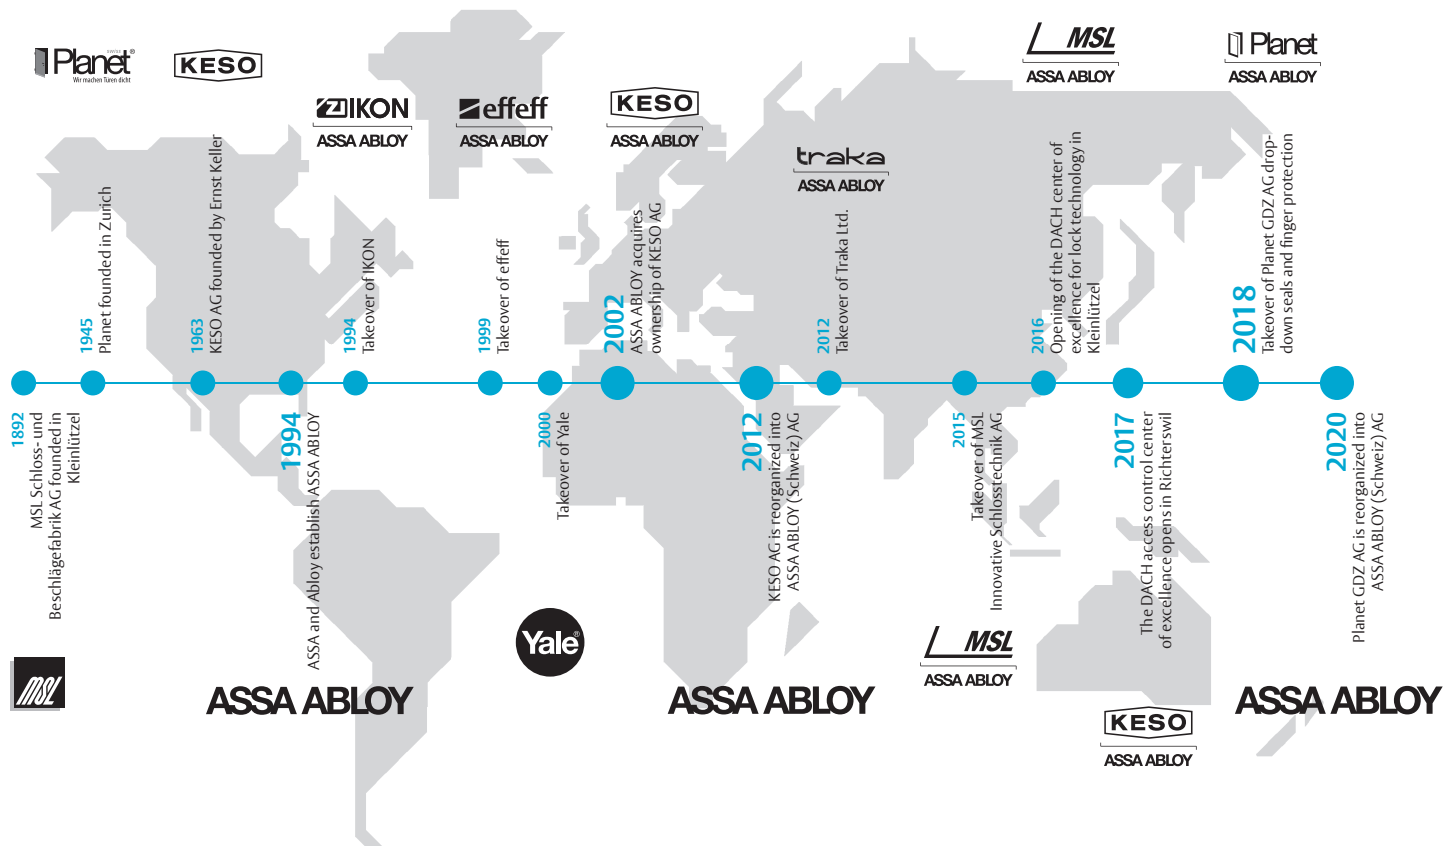 SWISS
Planet®
Wir machen Türen dicht
KESO
IKON
ASSA ABLOY
effeff
ASSA ABLOY
KESO
ASSA ABLOY
traka
ASSA ABLOY
MSL
ASSA ABLOY
Planet
ASSA ABLOY
1945
Planet founded in Zurich
1963
KESO AG founded by Ernst Keller
1994
Takeover of IKON
1999
Takeover of effeff
2002
ASSA ABLOY acquires
ownership of KESO AG
2012
Takeover of Traka Ltd.
2016
Opening of the DACH center of
excellence for lock technology in
Kleinlützel
2018
Takeover of Planet GDZ AG drop-
down seals and finger protection
1892
MSL Schloss- und
Beschlägefabrik AG founded in
Kleinlützel
1994
ASSA and Abloy establish ASSA ABLOY
2000
Takeover of Yale
2012
KESO AG is reorganized into
ASSA ABLOY (Schweiz) AG
2015
Takeover of MSL
Innovative Schlosstechnik AG
2017
The DACH access control center
of excellence opens in Richterswil
2020
Planet GDZ AG is reorganized into
ASSA ABLOY (Schweiz) AG
MSL
ASSA ABLOY
Yale®
ASSA ABLOY
MSL
ASSA ABLOY
KESO
ASSA ABLOY
ASSA ABLOY